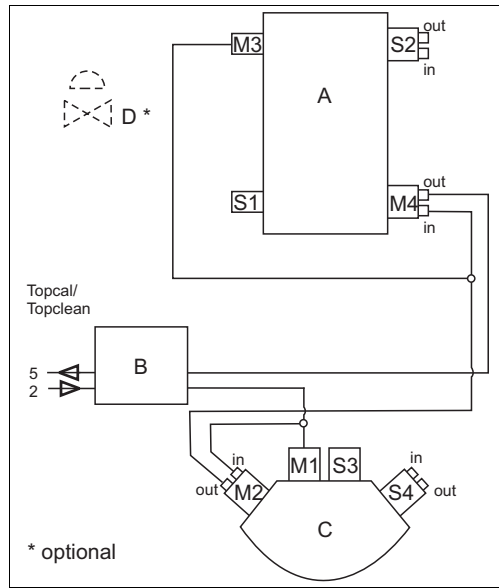 M3
S2
out
in
A
D *
S1
M4
out
in
Topcal/
Topclean
5
2
B
in
out
M2
M1
S3
S4
in
out
C
* optional